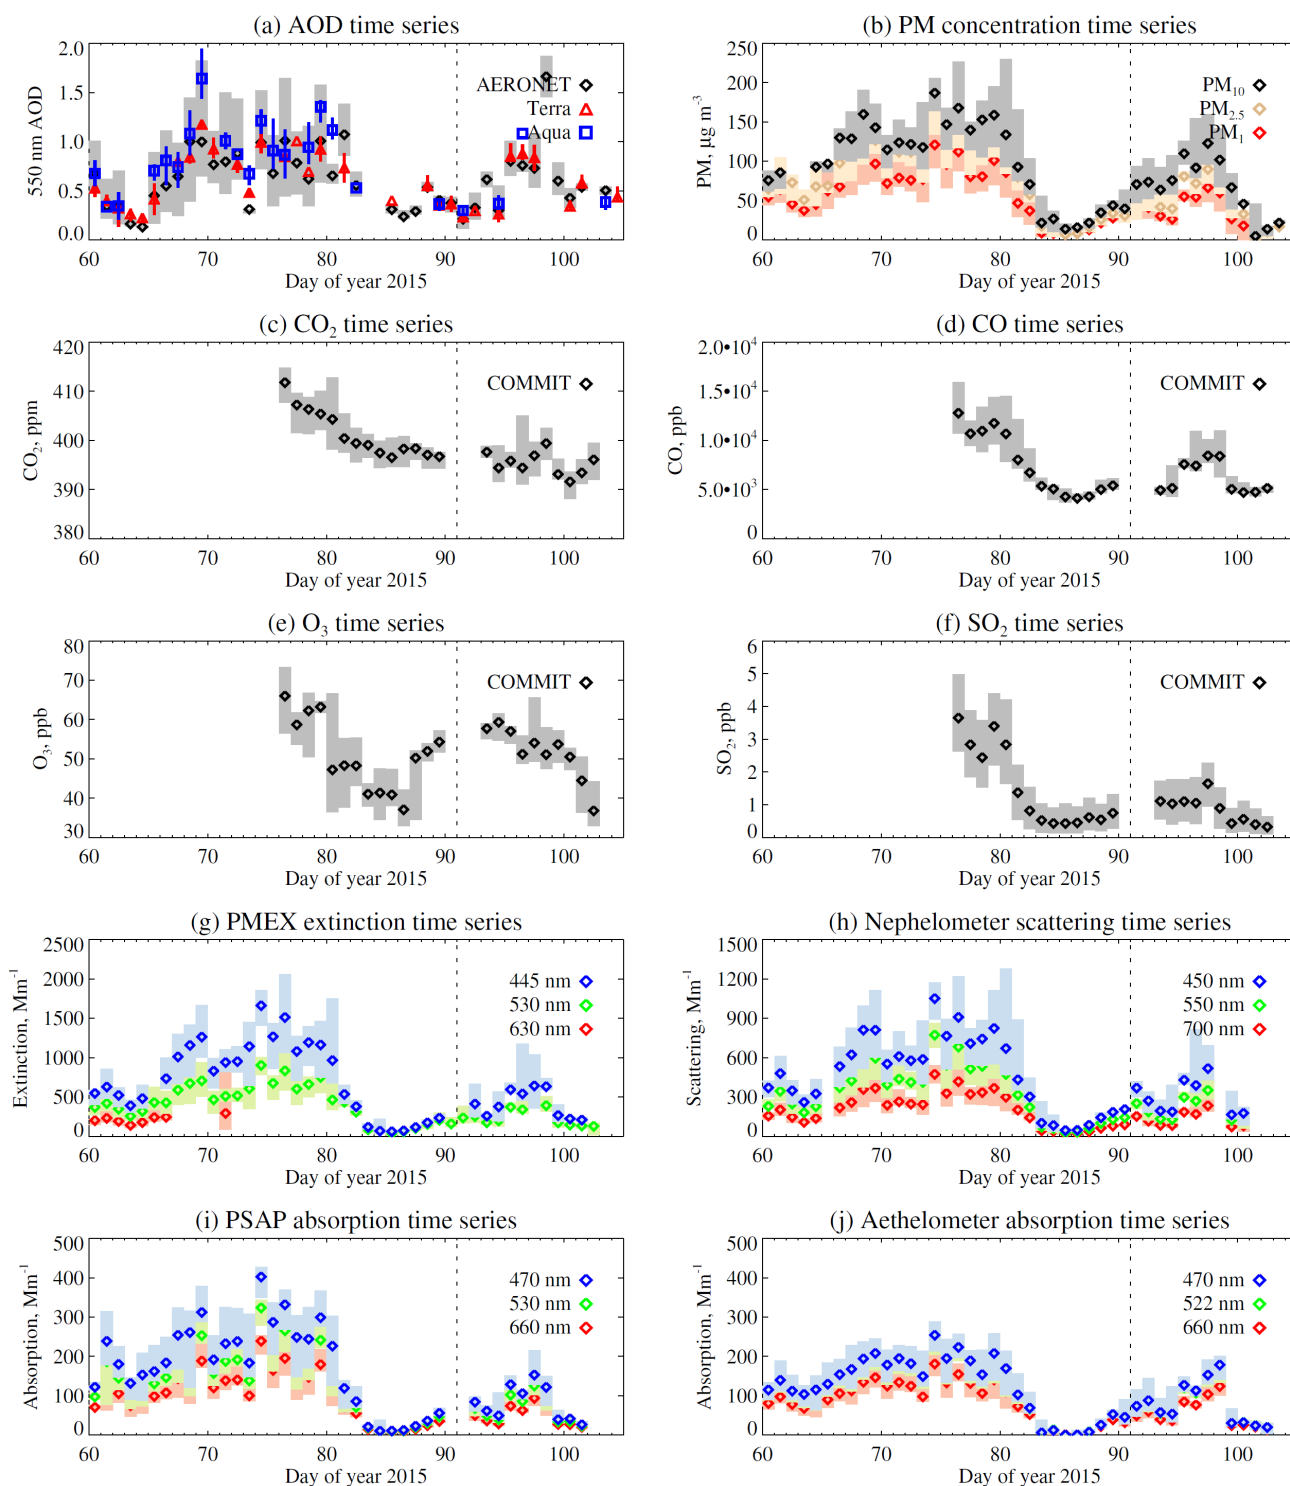 (a) AOD time series
550 nm AOD
2.0
1.5
1.0
0.5
0.0
AERONET
Terra
Aqua
60 70 80 90 100
Day of year 2015
(b) PM concentration time series
PM, μg m-3
250
200
150
100
50
0
PM10
PM2.5
PM1
60 70 80 90 100
Day of year 2015
(c) CO2 time series
CO2, ppm
420
410
400
390
380
COMMIT
60 70 80 90 100
Day of year 2015
(d) CO time series
CO, ppb
2.0•10^4
1.5•10^4
1.0•10^4
5.0•10^3
0
COMMIT
60 70 80 90 100
Day of year 2015
(e) O3 time series
O3, ppb
80
70
60
50
40
30
COMMIT
60 70 80 90 100
Day of year 2015
(f) SO2 time series
SO2, ppb
6
5
4
3
2
1
0
COMMIT
60 70 80 90 100
Day of year 2015
(g) PMEX extinction time series
Extinction, Mm-1
2500
2000
1500
1000
500
0
445 nm
530 nm
630 nm
60 70 80 90 100
Day of year 2015
(h) Nephelometer scattering time series
Scattering, Mm-1
1500
1200
900
600
300
0
450 nm
550 nm
700 nm
60 70 80 90 100
Day of year 2015
(i) PSAP absorption time series
Absorption, Mm-1
500
400
300
200
100
0
470 nm
530 nm
660 nm
60 70 80 90 100
Day of year 2015
(j) Aethelometer absorption time series
Absorption, Mm-1
500
400
300
200
100
0
470 nm
522 nm
660 nm
60 70 80 90 100
Day of year 2015